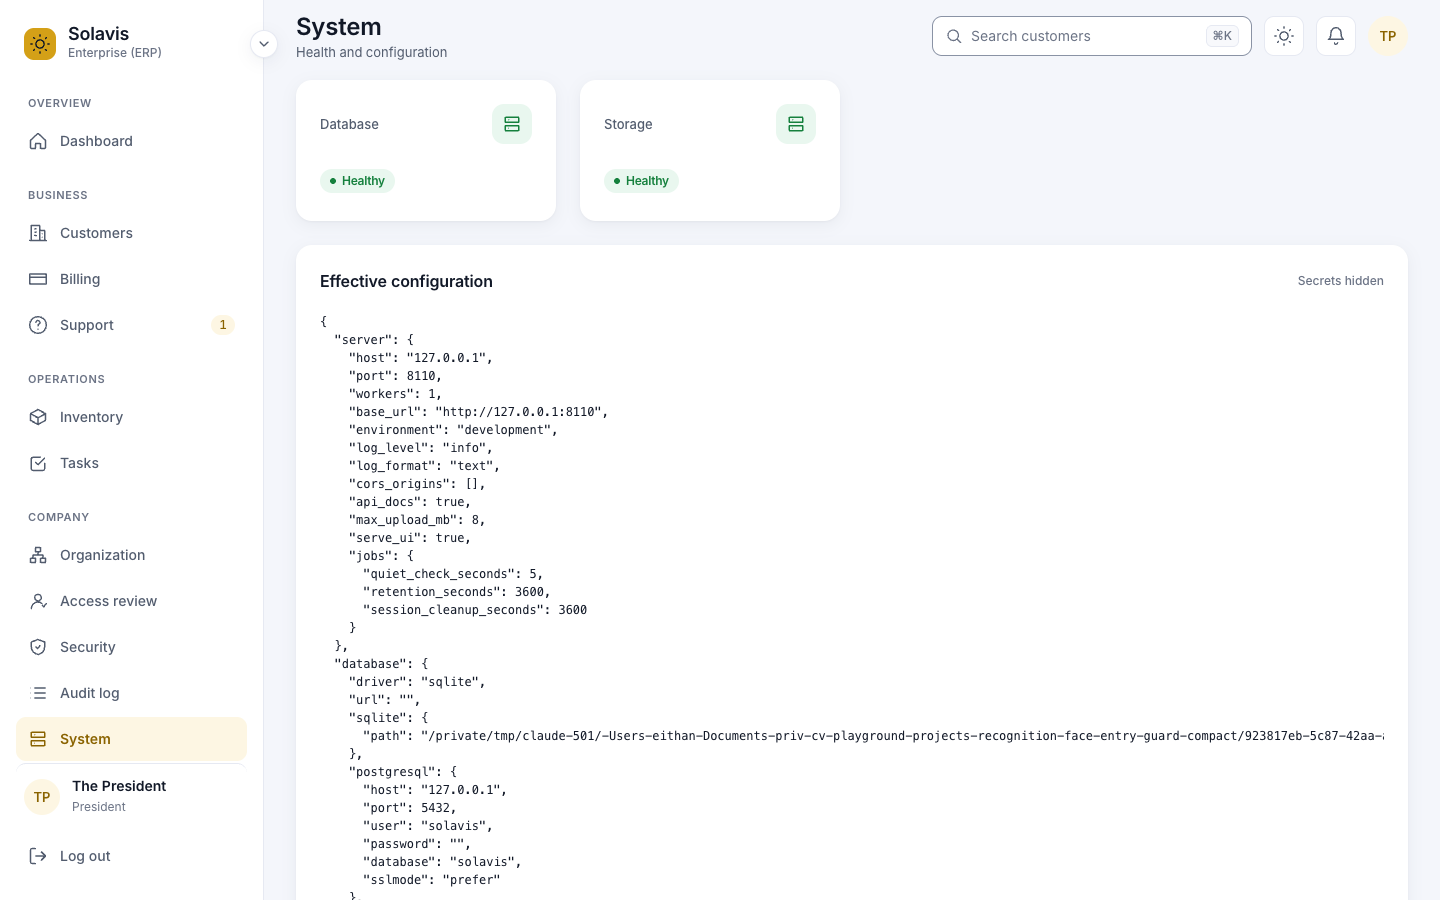 Solavis
Enterprise (ERP)
OVERVIEW
Dashboard
BUSINESS
Customers
Billing
Support 1
OPERATIONS
Inventory
Tasks
COMPANY
Organization
Access review
Security
Audit log
System
TP
The President
President
Log out
System
Health and configuration
Search customers
⌘K
TP
Database
Healthy
Storage
Healthy
Effective configuration
Secrets hidden
{
  "server": {
    "host": "127.0.0.1",
    "port": 8110,
    "workers": 1,
    "base_url": "http://127.0.0.1:8110",
    "environment": "development",
    "log_level": "info",
    "log_format": "text",
    "cors_origins": [],
    "api_docs": true,
    "max_upload_mb": 8,
    "serve_ui": true,
    "jobs": {
      "quiet_check_seconds": 5,
      "retention_seconds": 3600,
      "session_cleanup_seconds": 3600
    }
  },
  "database": {
    "driver": "sqlite",
    "url": "",
    "sqlite": {
      "path": "/private/tmp/claude-501/-Users-eithan-Documents-priv-cv-playground-projects-recognition-face-entry-guard-compact/923817eb-5c87-42aa-
    },
    "postgresql": {
      "host": "127.0.0.1",
      "port": 5432,
      "user": "solavis",
      "password": "",
      "database": "solavis",
      "sslmode": "prefer"
    },